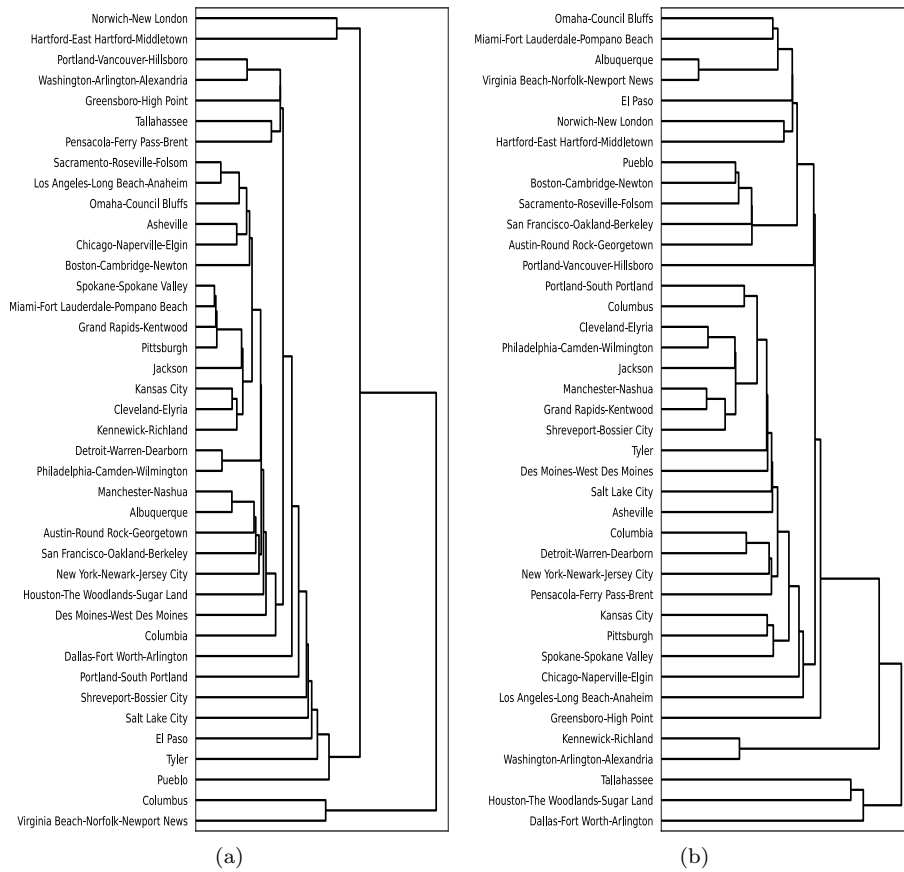 Norwich-New London
Hartford-East Hartford-Middletown
Portland-Vancouver-Hillsboro
Washington-Arlington-Alexandria
Greensboro-High Point
Tallahassee
Pensacola-Ferry Pass-Brent
Sacramento-Roseville-Folsom
Los Angeles-Long Beach-Anaheim
Omaha-Council Bluffs
Asheville
Chicago-Naperville-Elgin
Boston-Cambridge-Newton
Spokane-Spokane Valley
Miami-Fort Lauderdale-Pompano Beach
Grand Rapids-Kentwood
Pittsburgh
Jackson
Kansas City
Cleveland-Elyria
Kennewick-Richland
Detroit-Warren-Dearborn
Philadelphia-Camden-Wilmington
Manchester-Nashua
Albuquerque
Austin-Round Rock-Georgetown
San Francisco-Oakland-Berkeley
New York-Newark-Jersey City
Houston-The Woodlands-Sugar Land
Des Moines-West Des Moines
Columbia
Dallas-Fort Worth-Arlington
Portland-South Portland
Shreveport-Bossier City
Salt Lake City
El Paso
Tyler
Pueblo
Columbus
Virginia Beach-Norfolk-Newport News
(a)
Omaha-Council Bluffs
Miami-Fort Lauderdale-Pompano Beach
Albuquerque
Virginia Beach-Norfolk-Newport News
El Paso
Norwich-New London
Hartford-East Hartford-Middletown
Pueblo
Boston-Cambridge-Newton
Sacramento-Roseville-Folsom
San Francisco-Oakland-Berkeley
Austin-Round Rock-Georgetown
Portland-Vancouver-Hillsboro
Portland-South Portland
Columbus
Cleveland-Elyria
Philadelphia-Camden-Wilmington
Jackson
Manchester-Nashua
Grand Rapids-Kentwood
Shreveport-Bossier City
Tyler
Des Moines-West Des Moines
Salt Lake City
Asheville
Columbia
Detroit-Warren-Dearborn
New York-Newark-Jersey City
Pensacola-Ferry Pass-Brent
Kansas City
Pittsburgh
Spokane-Spokane Valley
Chicago-Naperville-Elgin
Los Angeles-Long Beach-Anaheim
Greensboro-High Point
Kennewick-Richland
Washington-Arlington-Alexandria
Tallahassee
Houston-The Woodlands-Sugar Land
Dallas-Fort Worth-Arlington
(b)